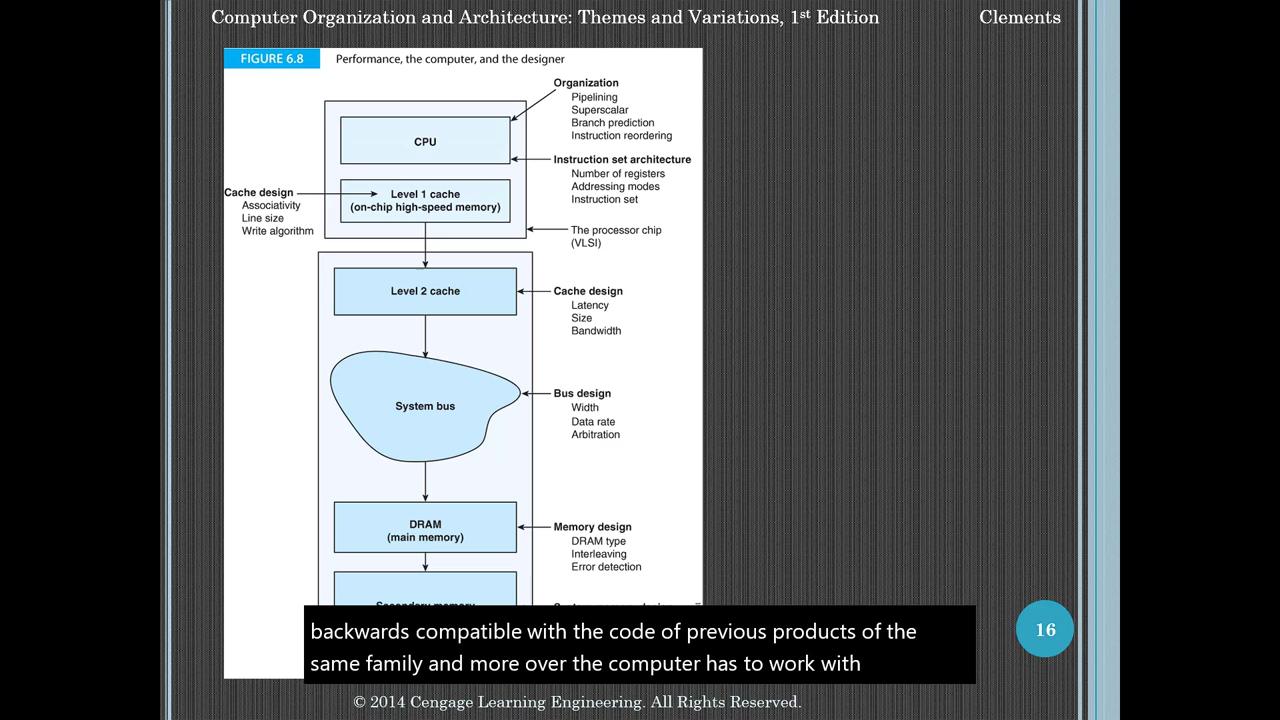 Computer Organization and Architecture: Themes and Variations, 1st Edition Clements
FIGURE 6.8 Performance, the computer, and the designer
Organization
Pipelining
Superscalar
Branch prediction
Instruction reordering
CPU
Instruction set architecture
Number of registers
Addressing modes
Instruction set
Cache design
Associativity
Line size
Write algorithm
Level 1 cache
(on-chip high-speed memory)
The processor chip
(VLSI)
Level 2 cache
Cache design
Latency
Size
Bandwidth
System bus
Bus design
Width
Data rate
Arbitration
DRAM
(main memory)
Memory design
DRAM type
Interleaving
Error detection
Secondary memory
backwards compatible with the code of previous products of the
same family and more over the computer has to work with
16
© 2014 Cengage Learning Engineering. All Rights Reserved.